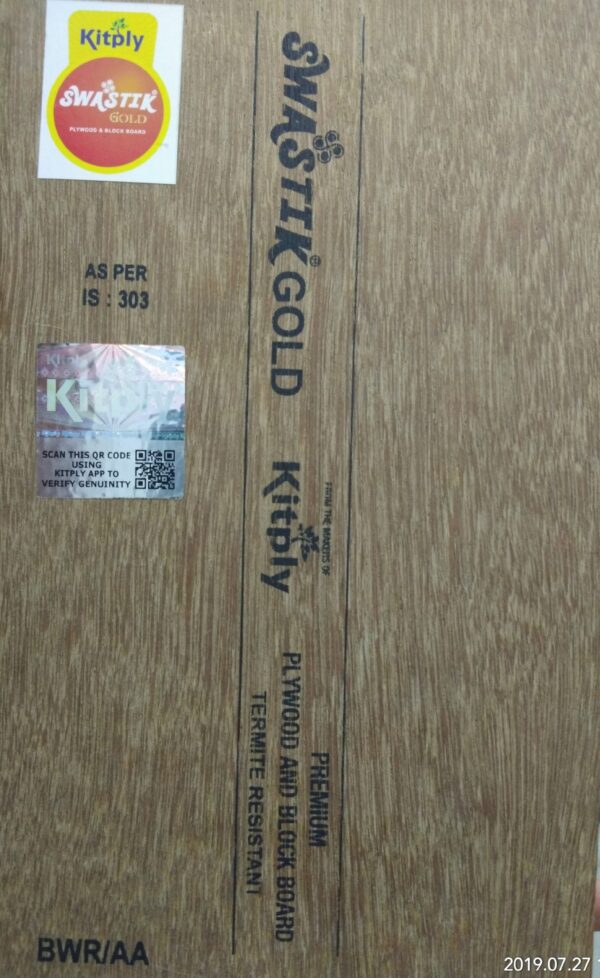 Kitply
SWASTIK
GOLD
PLYWOOD & BLOCK BOARD
AS PER
IS : 303
Kitply
Kitply
SCAN THIS QR CODE
USING
KITPLY APP TO
VERIFY GENUINITY
SWASTIK® GOLD
FROM THE MAKERS OF
Kitply
PREMIUM
PLYWOOD AND BLOCK BOARD
TERMITE RESISTANT
BWR/AA
2019.07.27 1